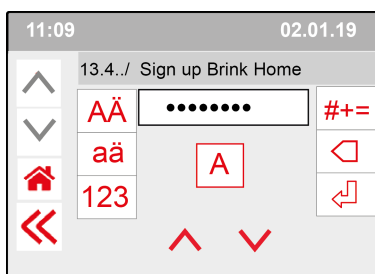 11:09 02.01.19
13.4../ Sign up Brink Home
AÄ ●●●●●●●● #+=
aä A
123